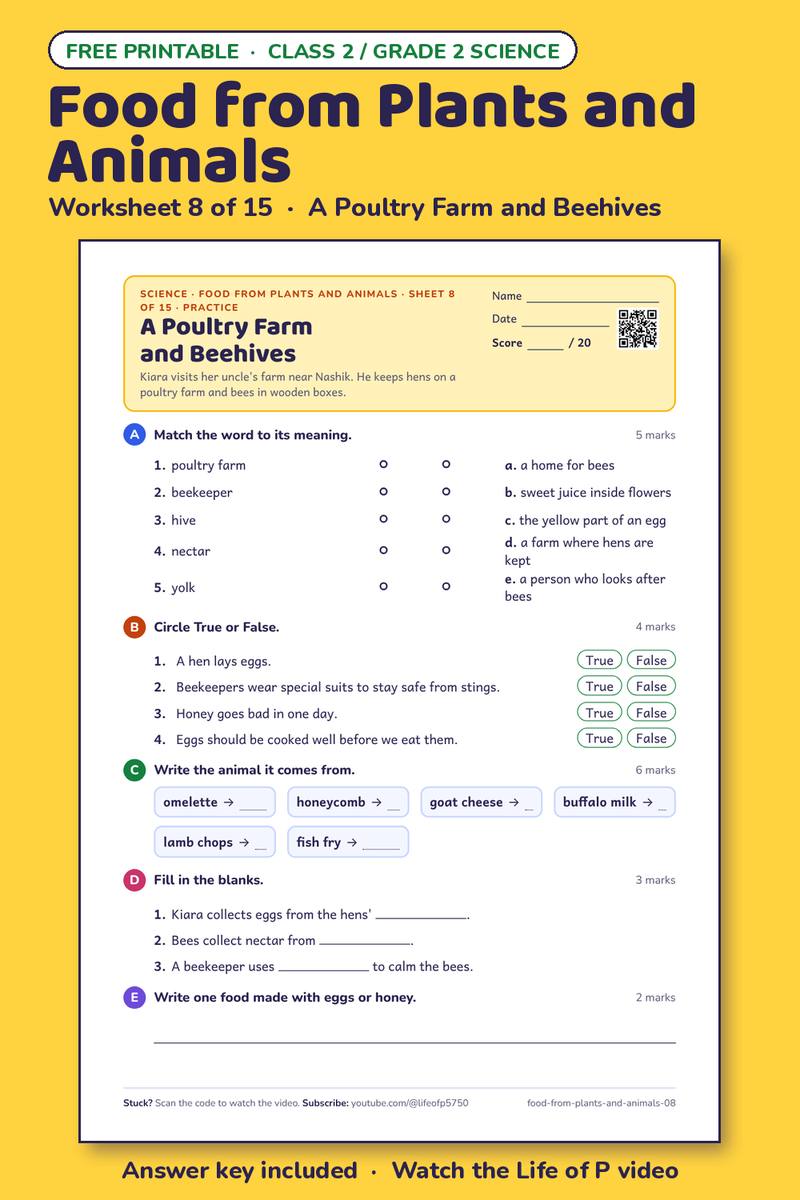 FREE PRINTABLE · CLASS 2 / GRADE 2 SCIENCE
Food from Plants and
Animals
Worksheet 8 of 15 · A Poultry Farm and Beehives
SCIENCE · FOOD FROM PLANTS AND ANIMALS · SHEET 8
OF 15 · PRACTICE
A Poultry Farm
and Beehives
Kiara visits her uncle's farm near Nashik. He keeps hens on a
poultry farm and bees in wooden boxes.
Name ____
Date ____
Score ____ / 20
A Match the word to its meaning. 5 marks
1. poultry farm a. a home for bees
2. beekeeper b. sweet juice inside flowers
3. hive c. the yellow part of an egg
4. nectar d. a farm where hens are
kept
5. yolk e. a person who looks after
bees
B Circle True or False. 4 marks
1. A hen lays eggs. True False
2. Beekeepers wear special suits to stay safe from stings. True False
3. Honey goes bad in one day. True False
4. Eggs should be cooked well before we eat them. True False
C Write the animal it comes from. 6 marks
omelette → ____ honeycomb → __ goat cheese → _ buffalo milk → _
lamb chops → __ fish fry → ____
D Fill in the blanks. 3 marks
1. Kiara collects eggs from the hens' ____.
2. Bees collect nectar from ____.
3. A beekeeper uses ____ to calm the bees.
E Write one food made with eggs or honey. 2 marks
Stuck? Scan the code to watch the video. Subscribe: youtube.com/@lifeofp5750 food-from-plants-and-animals-08
Answer key included · Watch the Life of P video